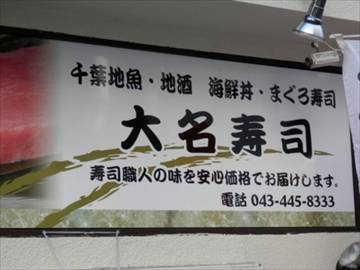 千葉地魚・地酒　海鮮丼・まぐろ寿司
大名寿司
寿司職人の味を安心価格でお届けします。
電話 043-445-8333